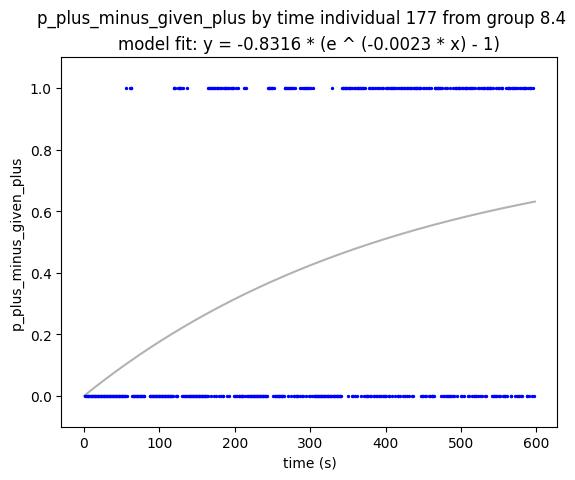 p_plus_minus_given_plus by time individual 177 from group 8.4
model fit: y = -0.8316 * (e ^ (-0.0023 * x) - 1)
1.0
0.8
0.6
0.4
0.2
0.0
p_plus_minus_given_plus
0 100 200 300 400 500 600
time (s)